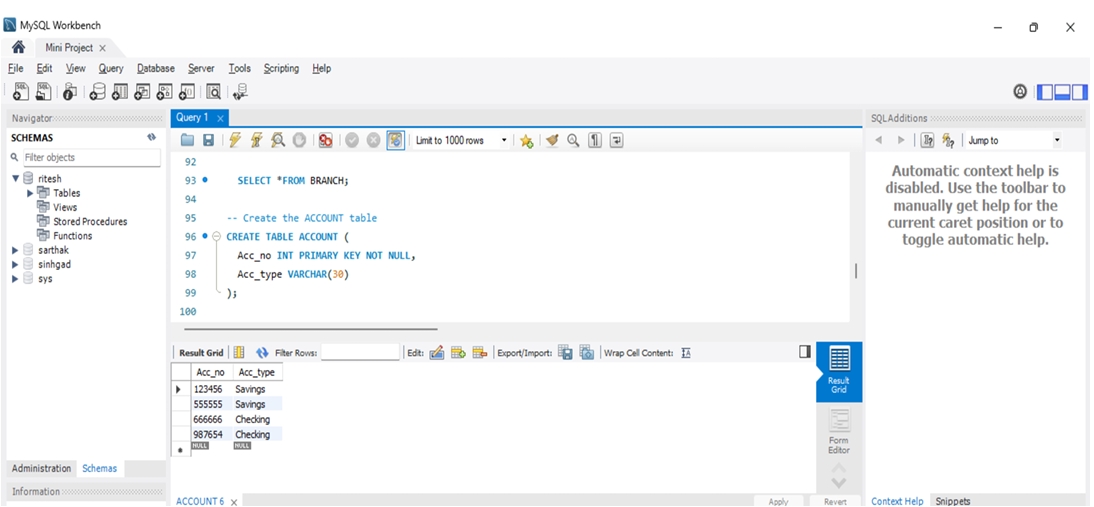 MySQL Workbench
Mini Project ×
File Edit View Query Database Server Tools Scripting Help
Navigator
SCHEMAS
Filter objects
ritesh
Tables
Views
Stored Procedures
Functions
sarthak
sinhgad
sys
Administration Schemas
Information
Query 1 ×
Limit to 1000 rows
92
93 SELECT *FROM BRANCH;
94
95 -- Create the ACCOUNT table
96 CREATE TABLE ACCOUNT (
97 Acc_no INT PRIMARY KEY NOT NULL,
98 Acc_type VARCHAR(30)
99 );
100
Result Grid Filter Rows: Edit: Export/Import: Wrap Cell Content:
Acc_no Acc_type
123456 Savings
555555 Savings
666666 Checking
987654 Checking
NULL NULL
Result
Grid
Form
Editor
ACCOUNT 6 ×
Apply Revert
SQLAdditions
Jump to
Automatic context help is
disabled. Use the toolbar to
manually get help for the
current caret position or to
toggle automatic help.
Context Help Snippets